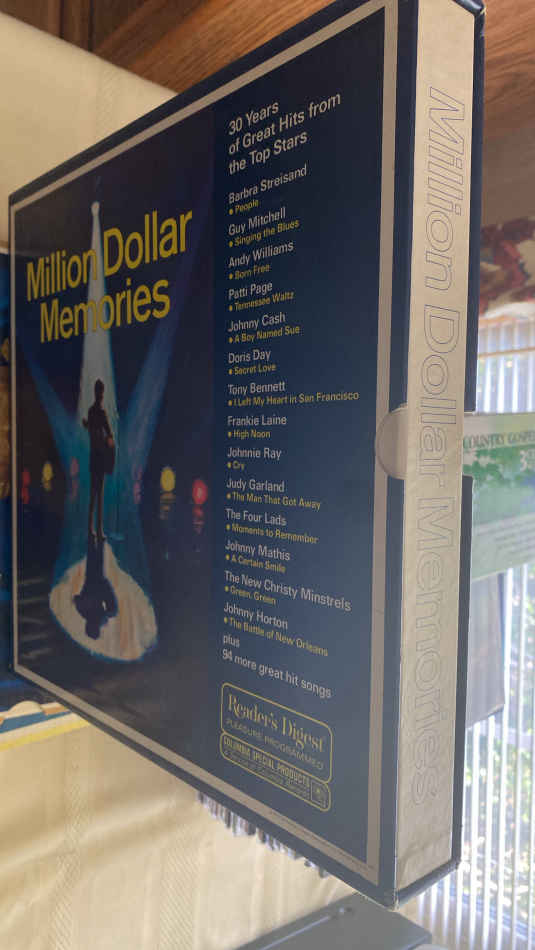 Million Dollar
Memories
30 Years
of Great Hits from
the Top Stars
Barbra Streisand
• People
Guy Mitchell
• Singing the Blues
Andy Williams
• Born Free
Patti Page
• Tennessee Waltz
Johnny Cash
• A Boy Named Sue
Doris Day
• Secret Love
Tony Bennett
• I Left My Heart in San Francisco
Frankie Laine
• High Noon
Johnnie Ray
• Cry
Judy Garland
• The Man That Got Away
The Four Lads
• Moments to Remember
Johnny Mathis
• A Certain Smile
The New Christy Minstrels
• Green, Green
Johnny Horton
• The Battle of New Orleans
plus
94 more great hit songs
Reader's Digest
PLEASURE PROGRAMMED
COLUMBIA SPECIAL PRODUCTS
A Service of Columbia Records
Million Dollar Memories
COUNTRY GOSPEL